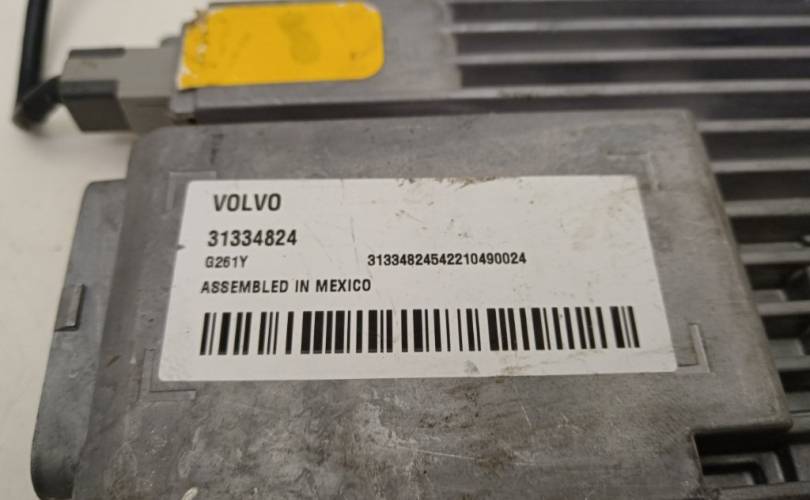 VOLVO
31334824
G261Y 31334824542210490024
ASSEMBLED IN MEXICO